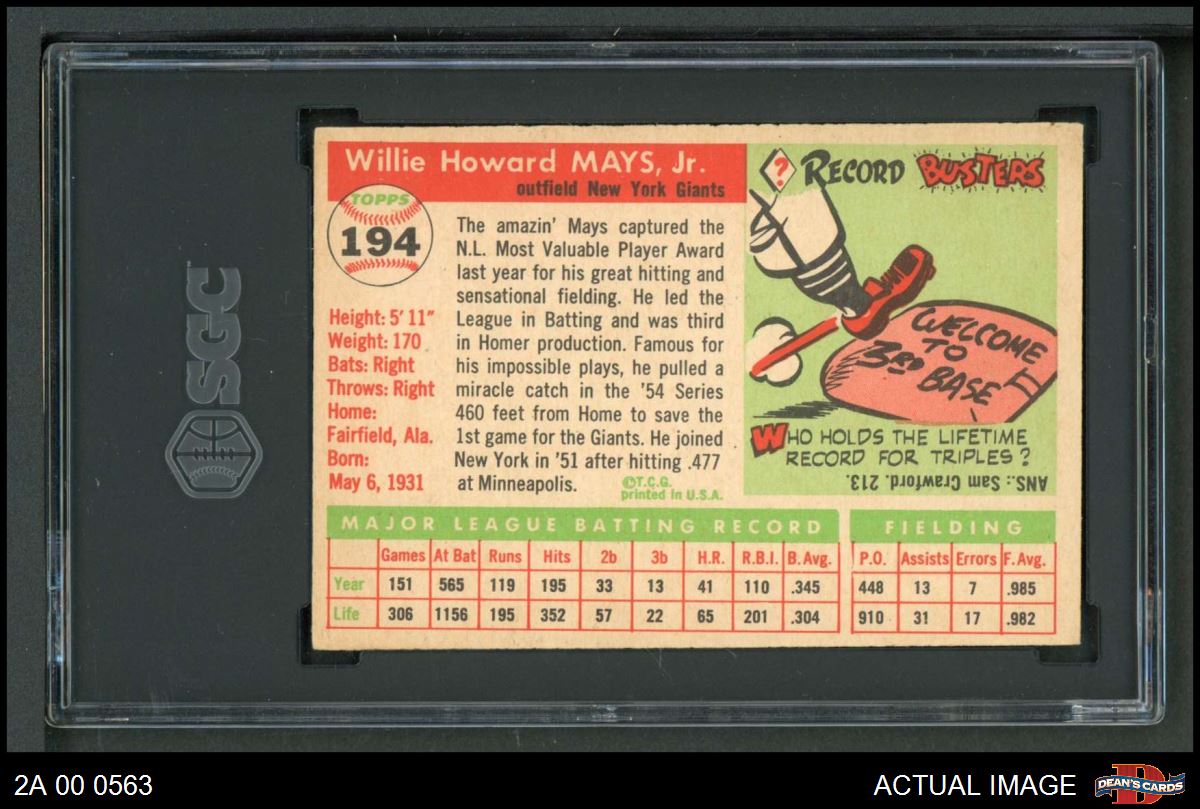 Willie Howard MAYS, Jr.
outfield New York Giants
TOPPS
194
Height: 5' 11"
Weight: 170
Bats: Right
Throws: Right
Home:
Fairfield, Ala.
Born:
May 6, 1931
The amazin' Mays captured the
N.L. Most Valuable Player Award
last year for his great hitting and
sensational fielding. He led the
League in Batting and was third
in Homer production. Famous for
his impossible plays, he pulled a
miracle catch in the '54 Series
460 feet from Home to save the
1st game for the Giants. He joined
New York in '51 after hitting .477
at Minneapolis.
©T.C.G.
printed in U.S.A.
? RECORD BUSTERS
WELCOME
TO
3RD BASE
WHO HOLDS THE LIFETIME
RECORD FOR TRIPLES?
ANS.: Sam Crawford. 213.
MAJOR LEAGUE BATTING RECORD
Games At Bat Runs Hits 2b 3b H.R. R.B.I. B. Avg.
Year 151 565 119 195 33 13 41 110 .345
Life 306 1156 195 352 57 22 65 201 .304
FIELDING
P.O. Assists Errors F. Avg.
448 13 7 .985
910 31 17 .982
SGC
2A 00 0563
ACTUAL IMAGE
D
DEAN'S CARDS